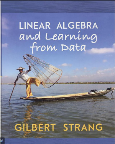 LINEAR ALGEBRA
and Learning
from Data
GILBERT STRANG